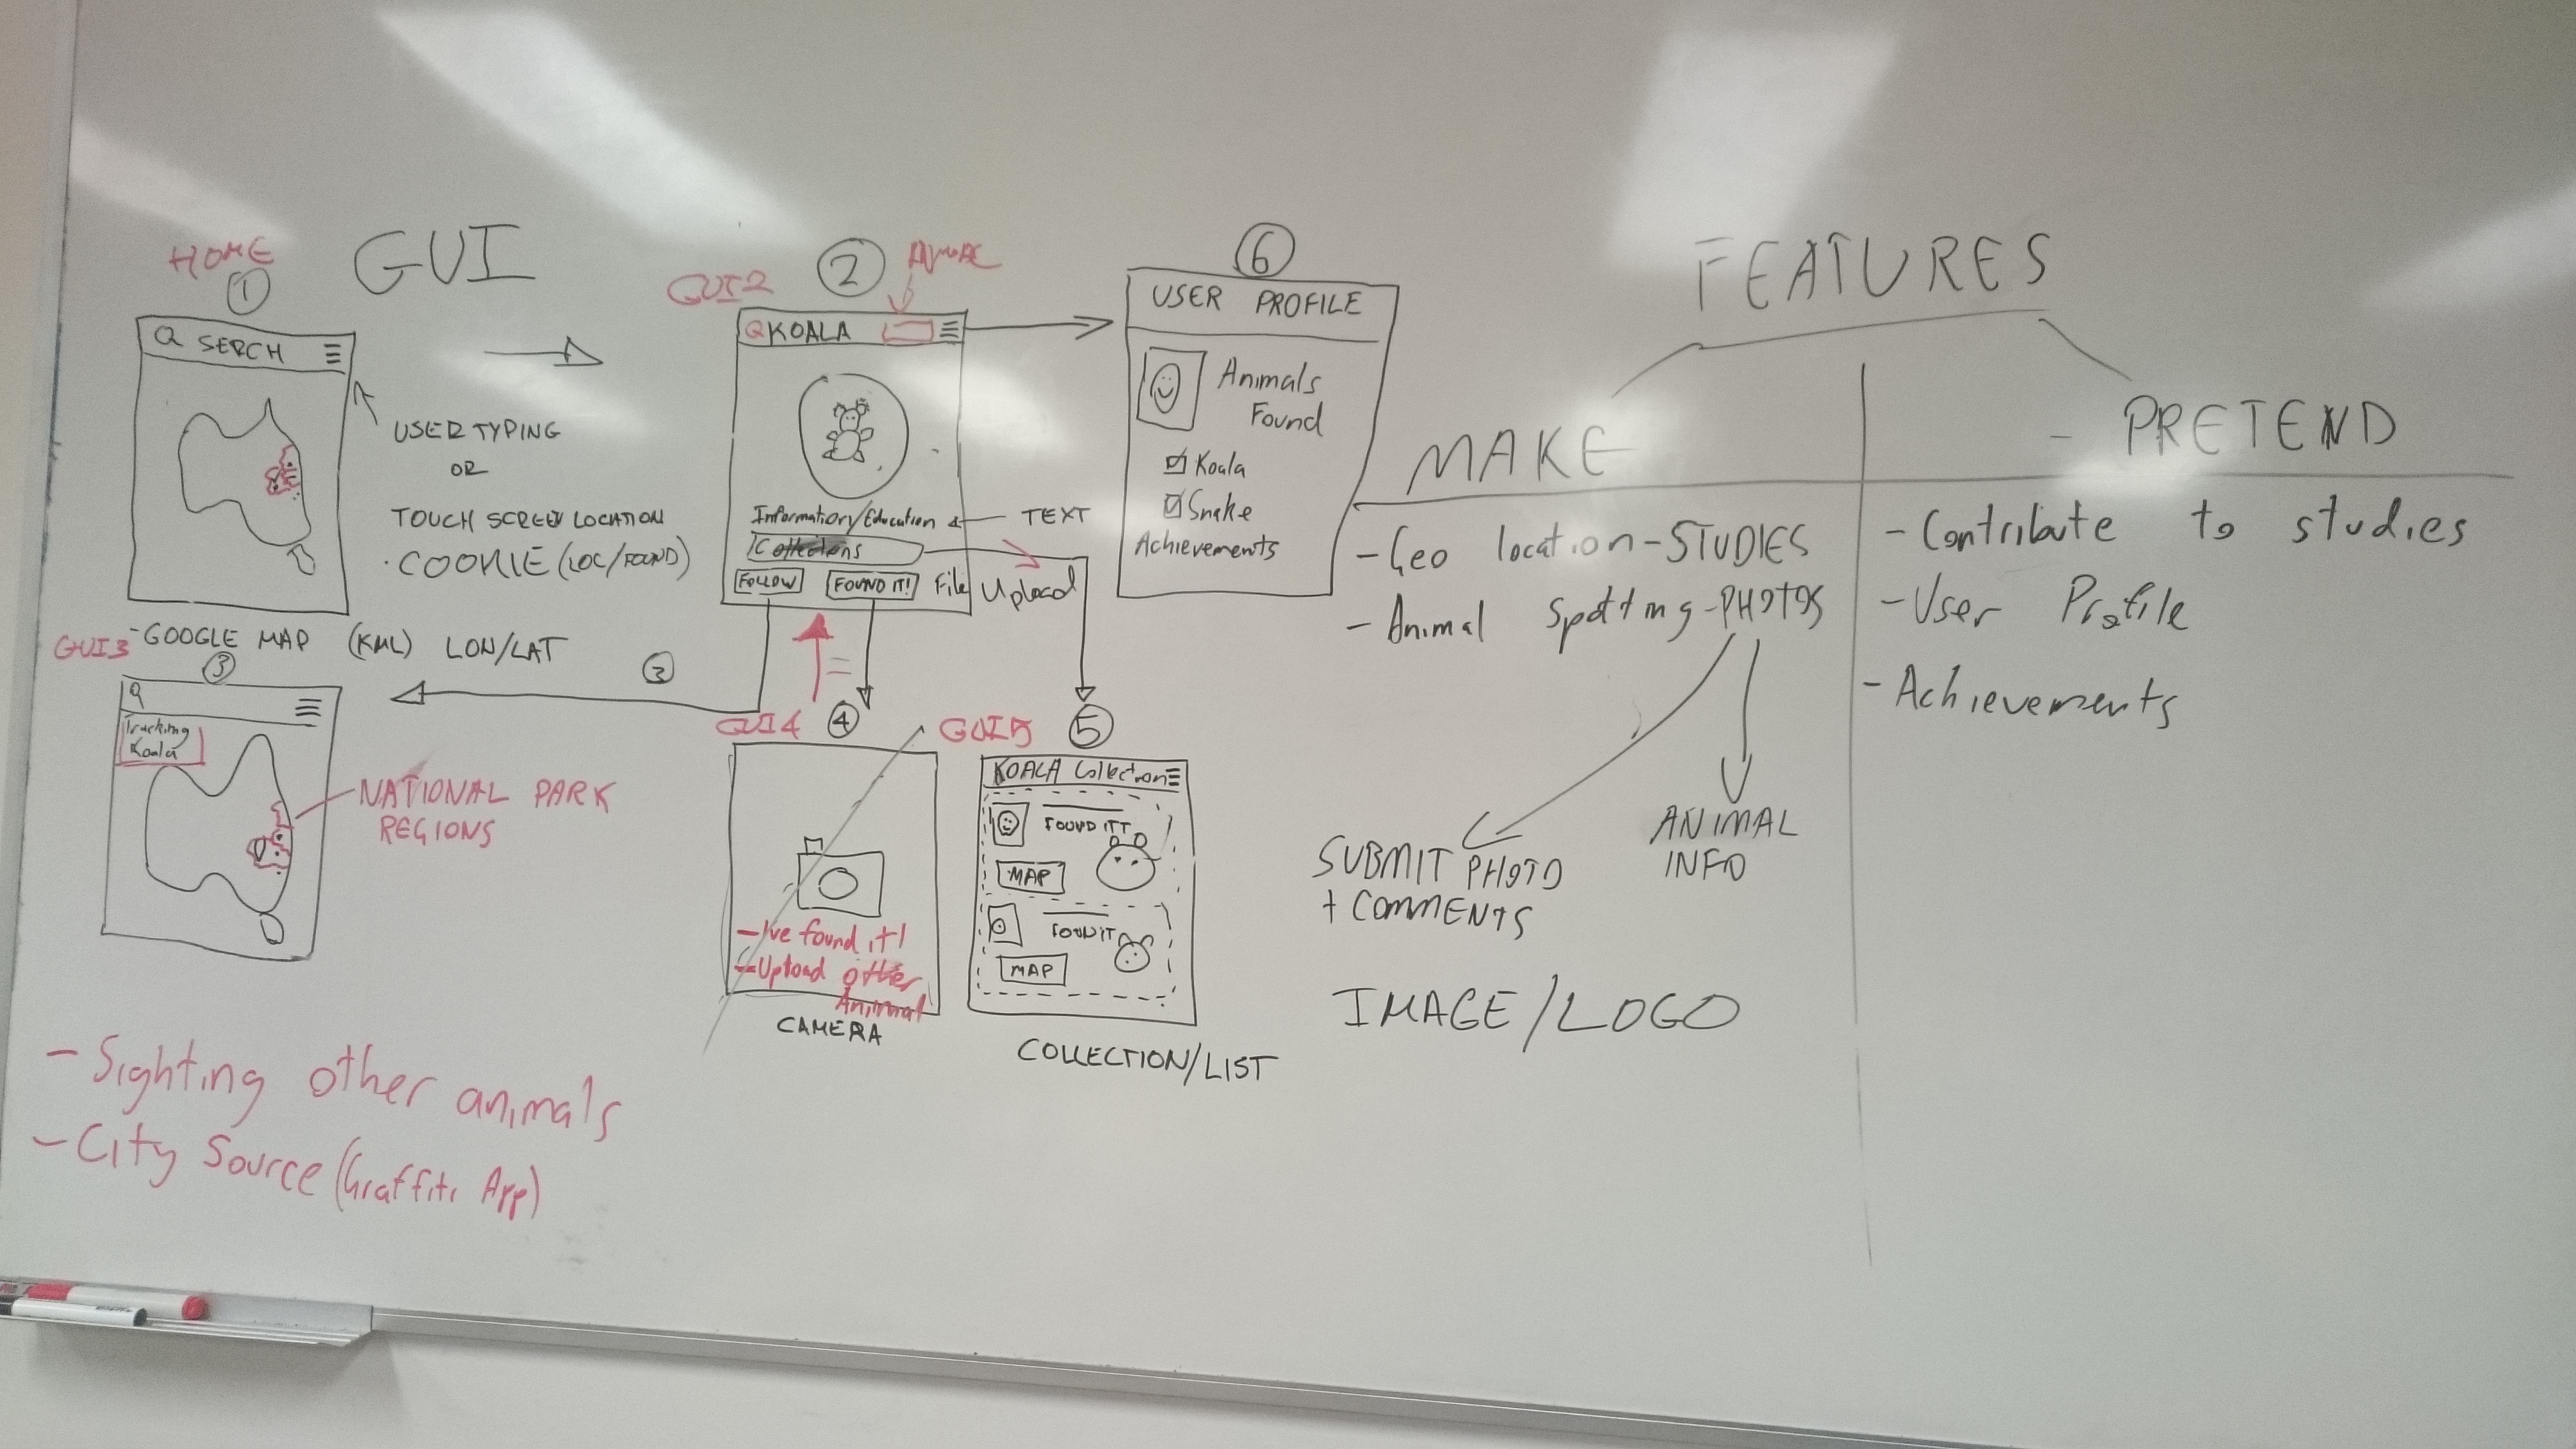 GUI
HOME
1
Q SERCH
USER TYPING
OR
TOUCH SCREEN LOCATION
· COOKIE (LOC/FOUND)
- GOOGLE MAP (KML) LON/LAT
GUI2
2
QKOALA
Information/Education
TEXT
Collections
FOLLOW
FOUND IT!
File Upload
6
USER PROFILE
Animals
Found
Koala
Snake
Achievements
GUI3
3
Tracking
Koala
NATIONAL PARK
REGIONS
GUI4
4
- I've found it!
- Upload other
Animal
CAMERA
GUI5
5
KOALA Collection
FOUND ITT
MAP
FOUND IT
MAP
COLLECTION/LIST
- Sighting other animals
- City Source (Graffiti App)
FEATURES
MAKE
- Geo location - STUDIES
- Animal Spotting - PHOTOS
SUBMIT PHOTO
+ COMMENTS
ANIMAL
INFO
IMAGE/LOGO
- PRETEND
- Contribute to studies
- User Profile
- Achievements